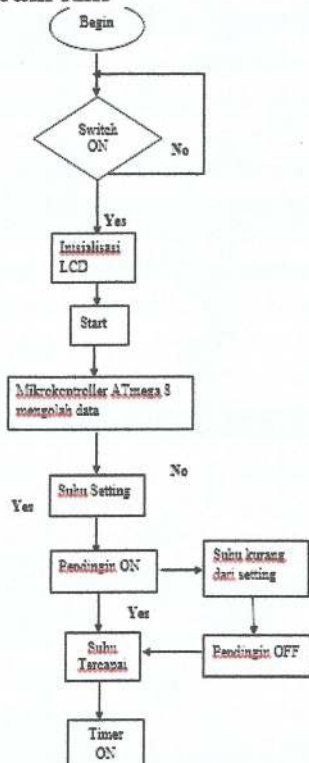 Begin
Switch
ON
No
Yes
Inisialisasi
LCD
Start
Mikrokontroller ATmega 8
mengolah data
No
Suhu Setting
Yes
Pendingin ON
Suhu kurang
dari setting
Yes
Suhu
Tercapai
Pendingin OFF
Timer
ON